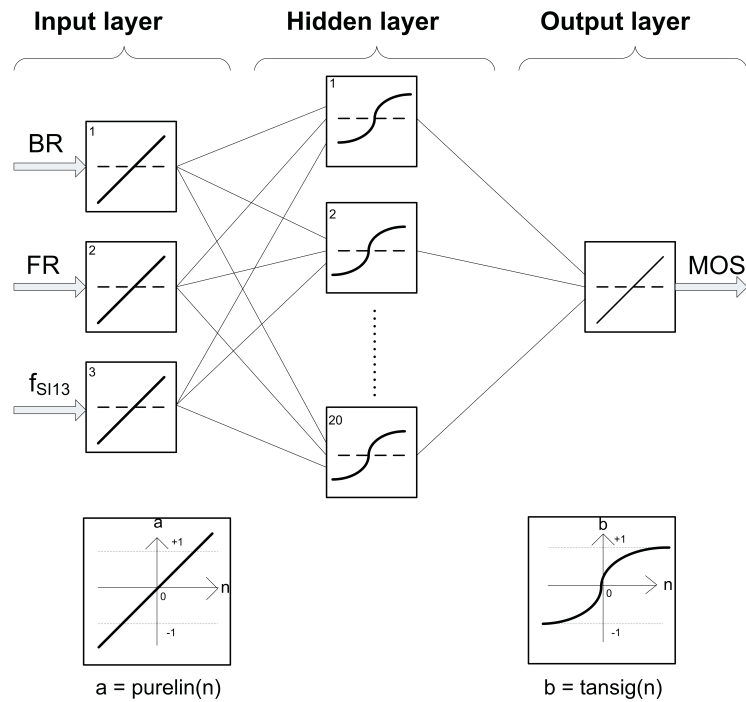 Input layer
Hidden layer
Output layer
1
BR
2
FR
3
fSI13
1
2
20
MOS
a
+1
n
0
-1
a = purelin(n)
b
+1
n
0
-1
b = tansig(n)